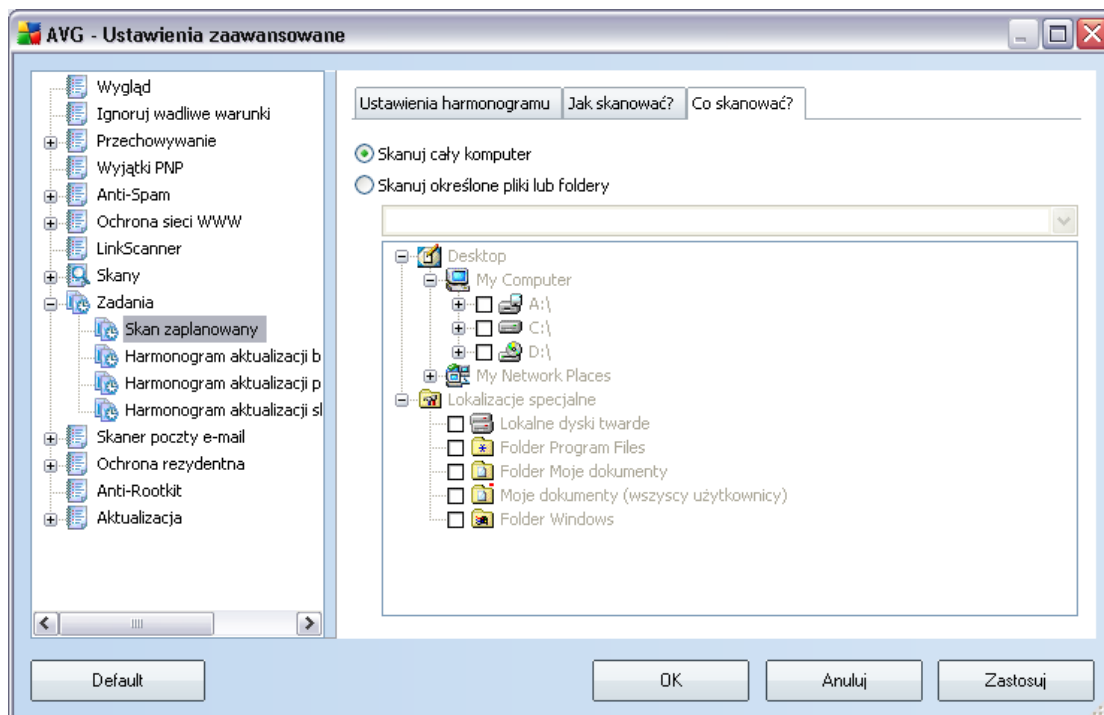 AVG - Ustawienia zaawansowane
Wygląd
Ignoruj wadliwe warunki
Przechowywanie
Wyjątki PNP
Anti-Spam
Ochrona sieci WWW
LinkScanner
Skany
Zadania
Skan zaplanowany
Harmonogram aktualizacji b
Harmonogram aktualizacji p
Harmonogram aktualizacji sl
Skaner poczty e-mail
Ochrona rezydentna
Anti-Rootkit
Aktualizacja
Ustawienia harmonogramu Jak skanować? Co skanować?
Skanuj cały komputer
Skanuj określone pliki lub foldery
Desktop
My Computer
A:\
C:\
D:\
My Network Places
Lokalizacje specjalne
Lokalne dyski twarde
Folder Program Files
Folder Moje dokumenty
Moje dokumenty (wszyscy użytkownicy)
Folder Windows
Default OK Anuluj Zastosuj